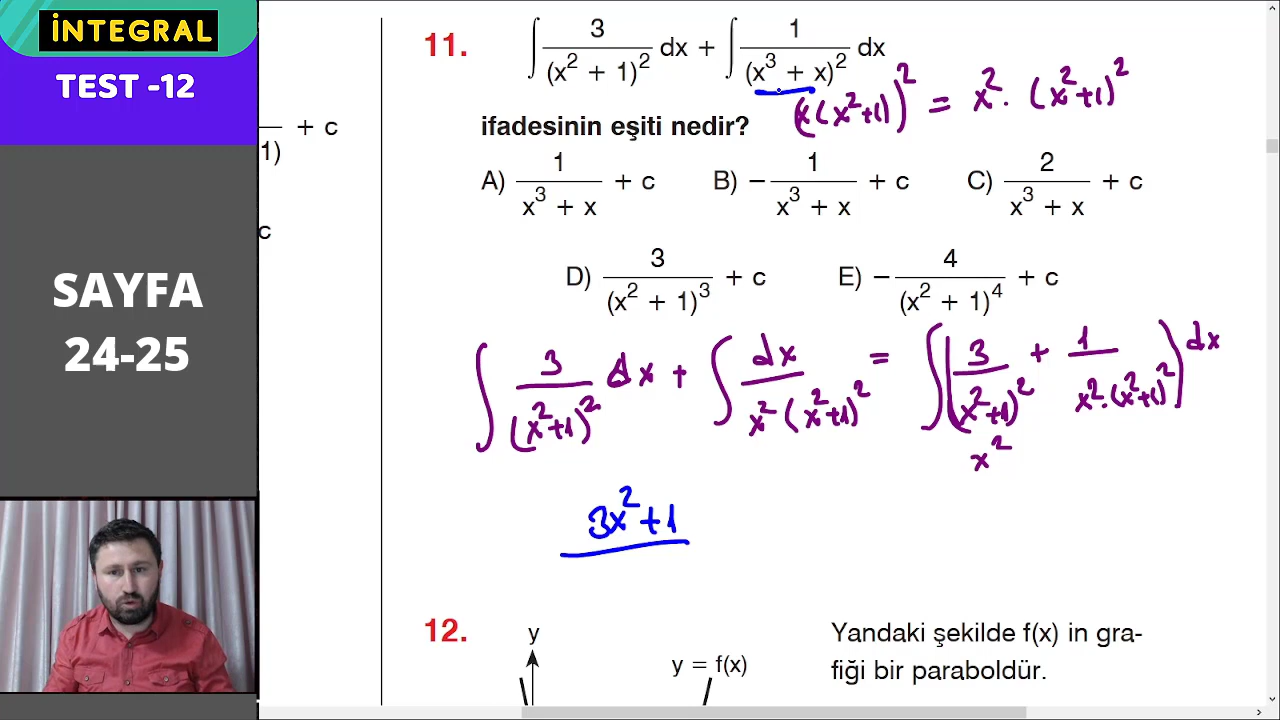 İNTEGRAL
TEST -12
SAYFA
24-25
+ c
1)
c
11. ∫ 3/(x² + 1)² dx + ∫ 1/(x³ + x)² dx
(x(x²+1))² = x² · (x²+1)²
ifadesinin eşiti nedir?
A) 1/(x³ + x) + c B) − 1/(x³ + x) + c C) 2/(x³ + x) + c
D) 3/(x² + 1)³ + c E) − 4/(x² + 1)⁴ + c
∫ 3/(x²+1)² dx + ∫ dx/(x²(x²+1)²) = ∫ (3/(x²+1)² + 1/(x²·(x²+1)²)) dx
x²
3x²+1
12. Yandaki şekilde f(x) in gra-
fiği bir paraboldür.
y
y = f(x)